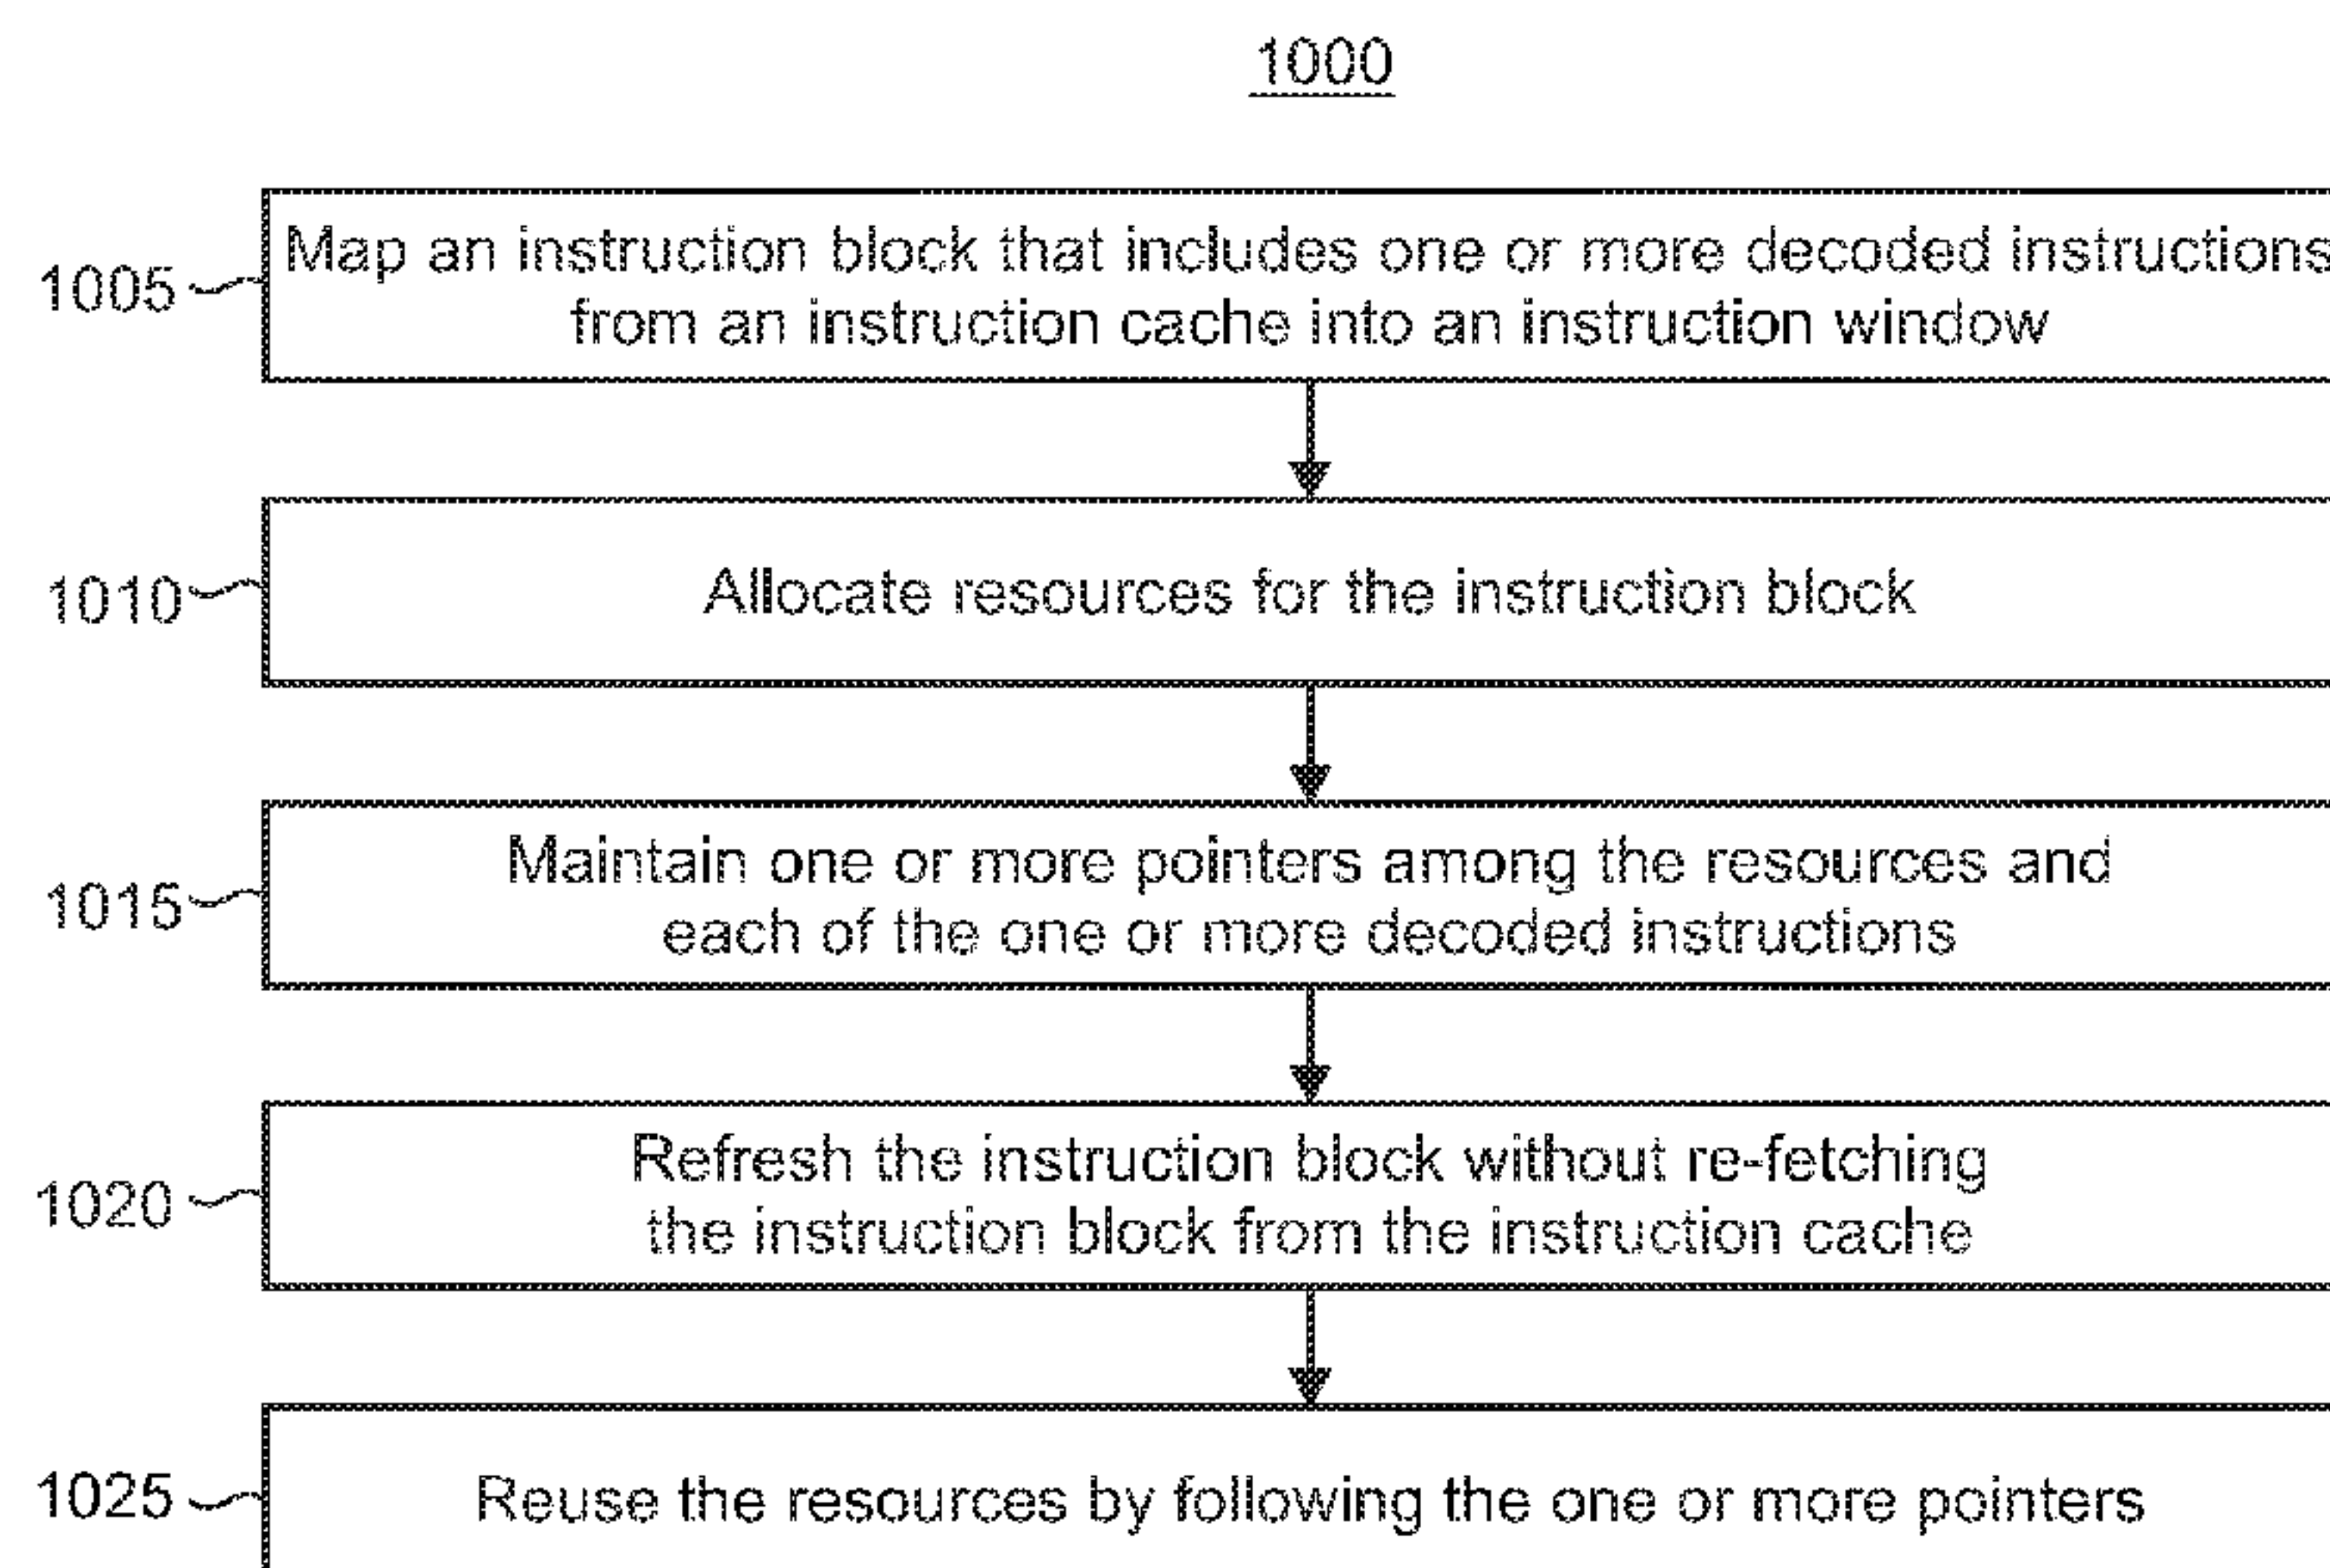 1000
1005
Map an instruction block that includes one or more decoded instructions
from an instruction cache into an instruction window
1010
Allocate resources for the instruction block
1015
Maintain one or more pointers among the resources and
each of the one or more decoded instructions
1020
Refresh the instruction block without re-fetching
the instruction block from the instruction cache
1025
Reuse the resources by following the one or more pointers